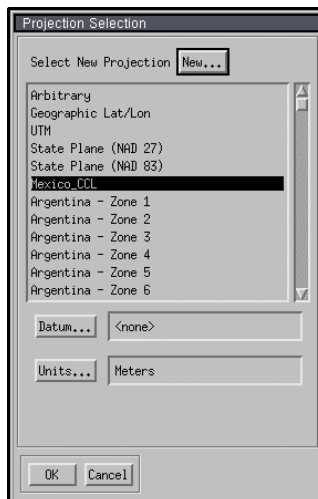 Projection Selection
Select New Projection New...
Arbitrary
Geographic Lat/Lon
UTM
State Plane (NAD 27)
State Plane (NAD 83)
Mexico_CCL
Argentina - Zone 1
Argentina - Zone 2
Argentina - Zone 3
Argentina - Zone 4
Argentina - Zone 5
Argentina - Zone 6
Datum... <none>
Units... Meters
OK Cancel